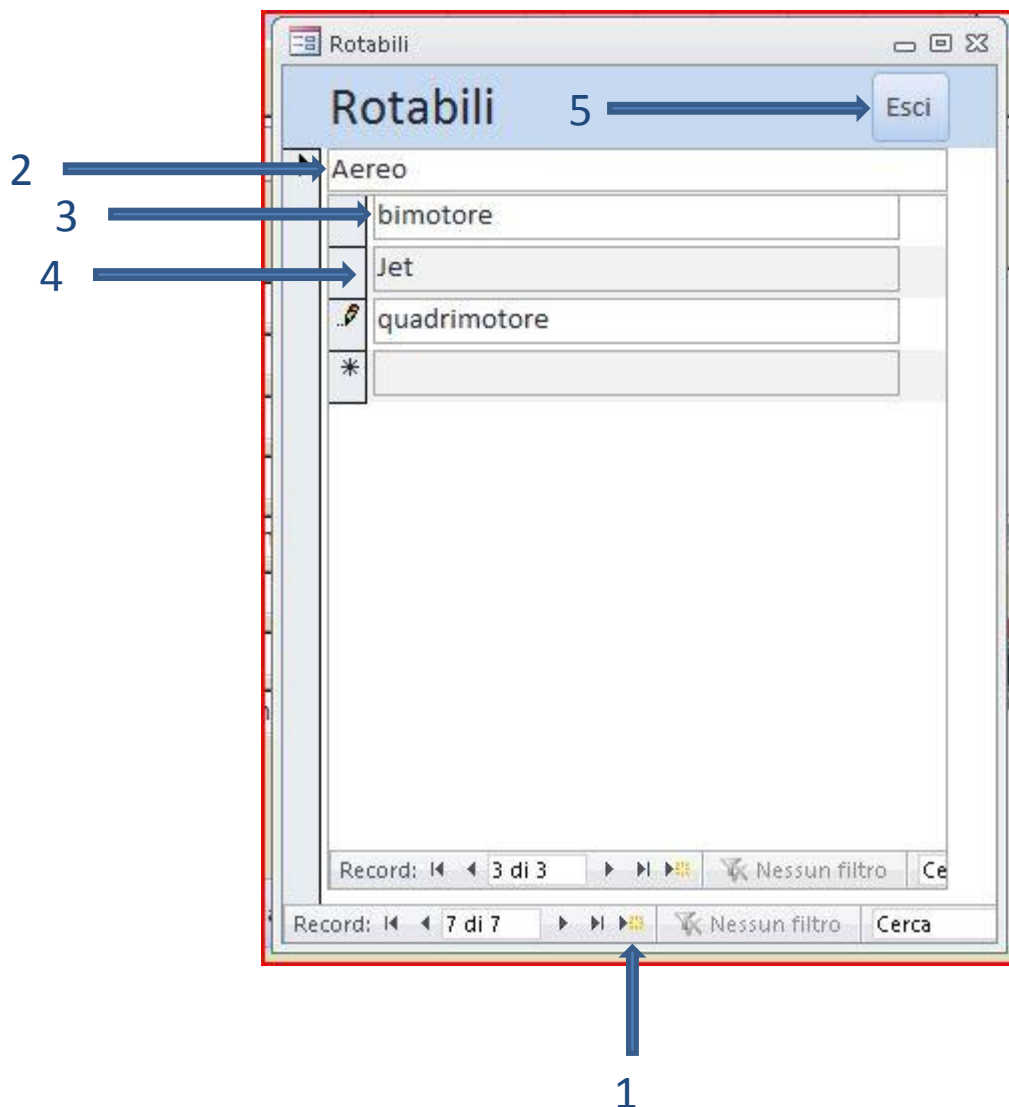 Rotabili
Rotabili 5 Esci
2 Aereo
3 bimotore
4 Jet
quadrimotore
*
Record: 3 di 3 Nessun filtro Ce
Record: 7 di 7 Nessun filtro Cerca
1